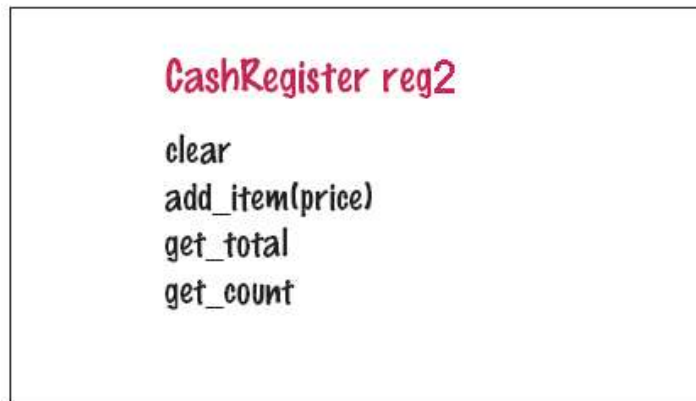 CashRegister reg2
clear
add_item(price)
get_total
get_count